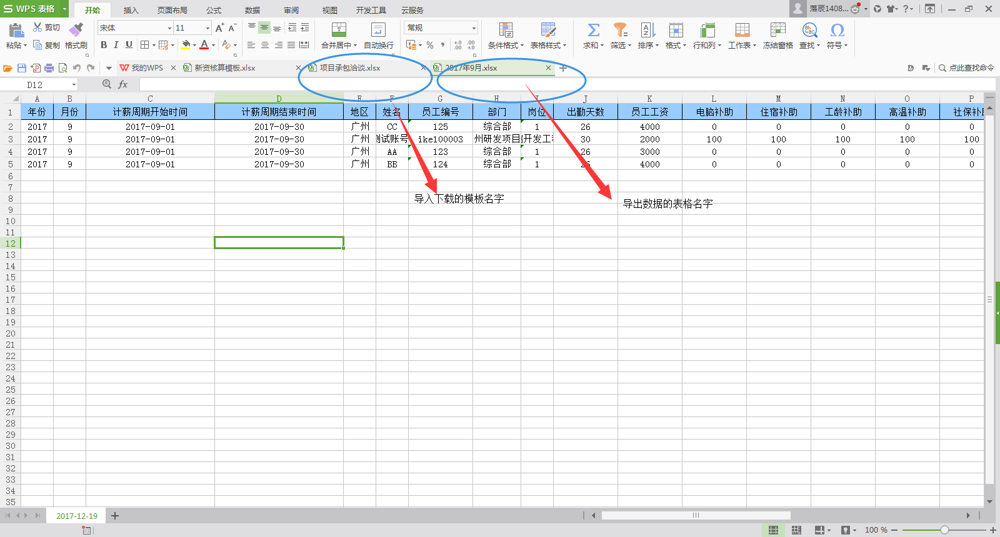 WPS 表格 开始 插入 页面布局 公式 数据 审阅 视图 开发工具 云服务 落辰1408... ?
粘贴 剪切 复制 格式刷 宋体 11 A+ A- B I U A 合并居中 自动换行 常规 % 条件格式 表格样式 求和 筛选 排序 格式 行和列 工作表 冻结窗格 查找 符号
我的WPS 新资核算模板.xlsx 项目承包洽谈.xlsx 2017年9月.xlsx 点此查找命令
D12 fx
A B C D E F G H I J K L M N O P
1 年份 月份 计薪周期开始时间 计薪周期结束时间 地区 姓名 员工编号 部门 岗位 出勤天数 员工工资 电脑补助 住宿补助 工龄补助 高温补助 社保补
2 2017 9 2017-09-01 2017-09-30 广州 CC 125 综合部 1 26 4000 0 0 0 0 0
3 2017 9 2017-09-01 2017-09-30 广州 测试账号 ike100003 州研发项目 开发工 30 2000 100 100 100 100 100
4 2017 9 2017-09-01 2017-09-30 广州 AA 123 综合部 1 26 3000 0 0 0 0 0
5 2017 9 2017-09-01 2017-09-30 广州 BB 124 综合部 1 26 4000 0 0 0 0 0
6
7
8
导入下载的模板名字
导出数据的表格名字
9
10
11
12
13
14
15
16
17
18
19
20
21
22
23
24
25
26
27
28
29
30
31
32
33
34
35
2017-12-19
100 %